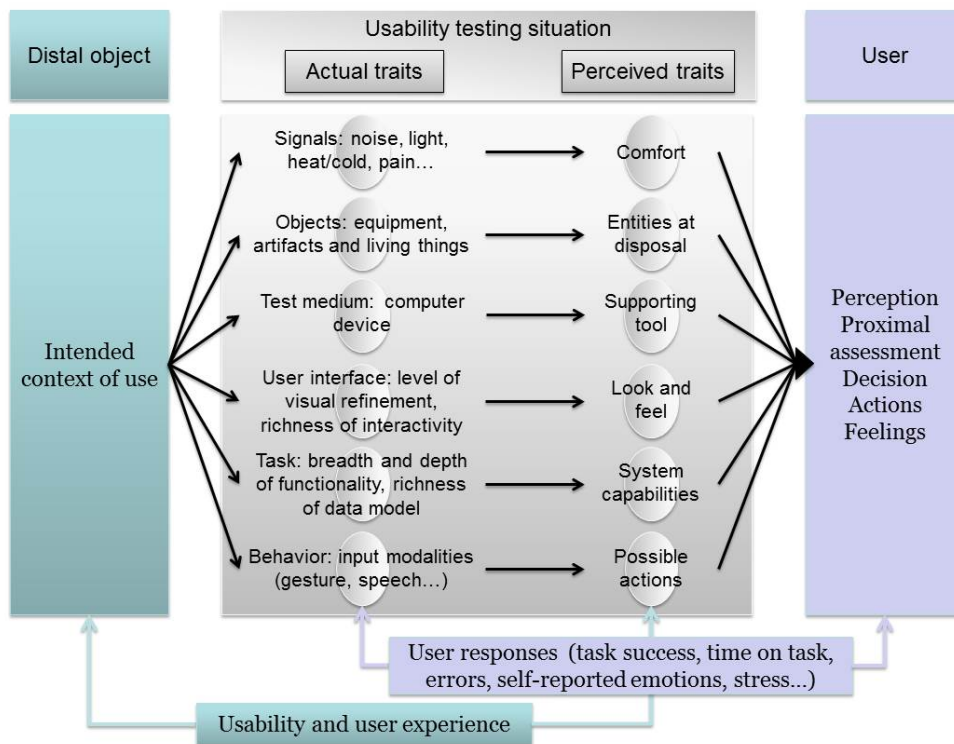 Distal object
Usability testing situation
Actual traits
Perceived traits
User
Intended
context of use
Signals: noise, light,
heat/cold, pain…
Comfort
Objects: equipment,
artifacts and living things
Entities at
disposal
Test medium: computer
device
Supporting
tool
User interface: level of
visual refinement,
richness of interactivity
Look and
feel
Task: breadth and depth
of functionality, richness
of data model
System
capabilities
Behavior: input modalities
(gesture, speech…)
Possible
actions
Perception
Proximal
assessment
Decision
Actions
Feelings
User responses (task success, time on task,
errors, self-reported emotions, stress…)
Usability and user experience